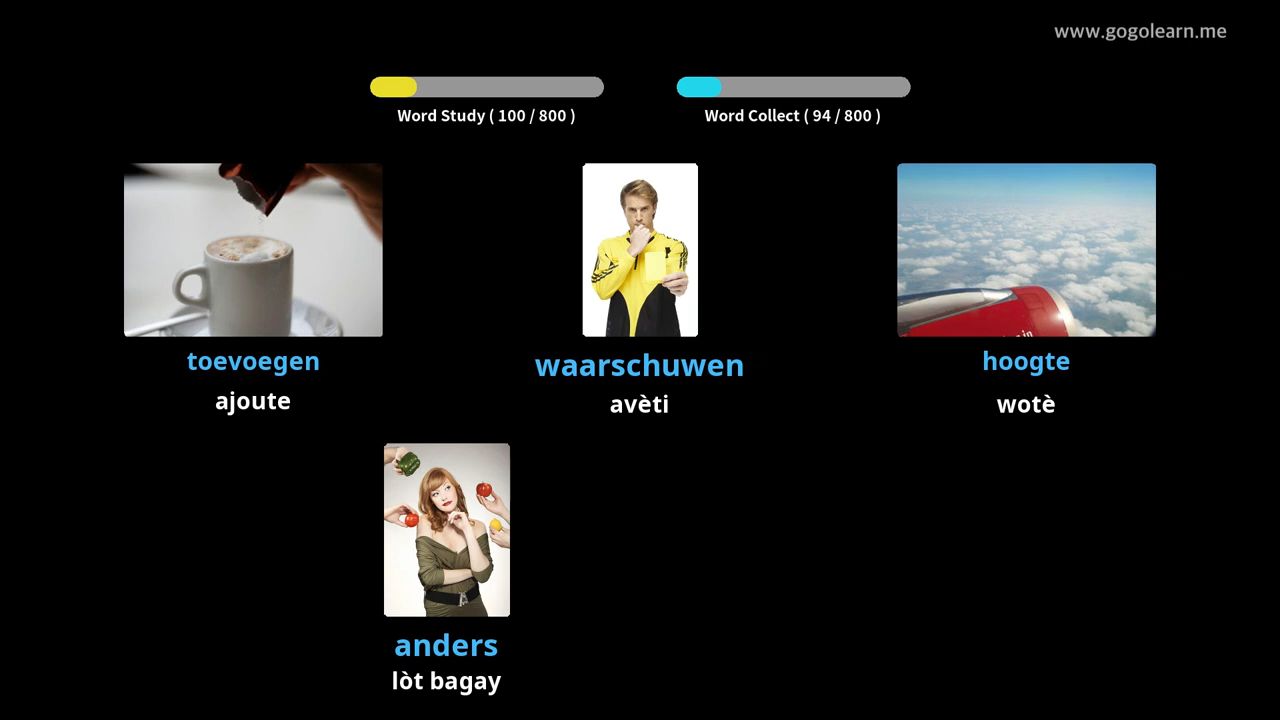 www.gogolearn.me
Word Study ( 100 / 800 )
Word Collect ( 94 / 800 )
toevoegen
ajoute
waarschuwen
avèti
hoogte
wotè
anders
lòt bagay